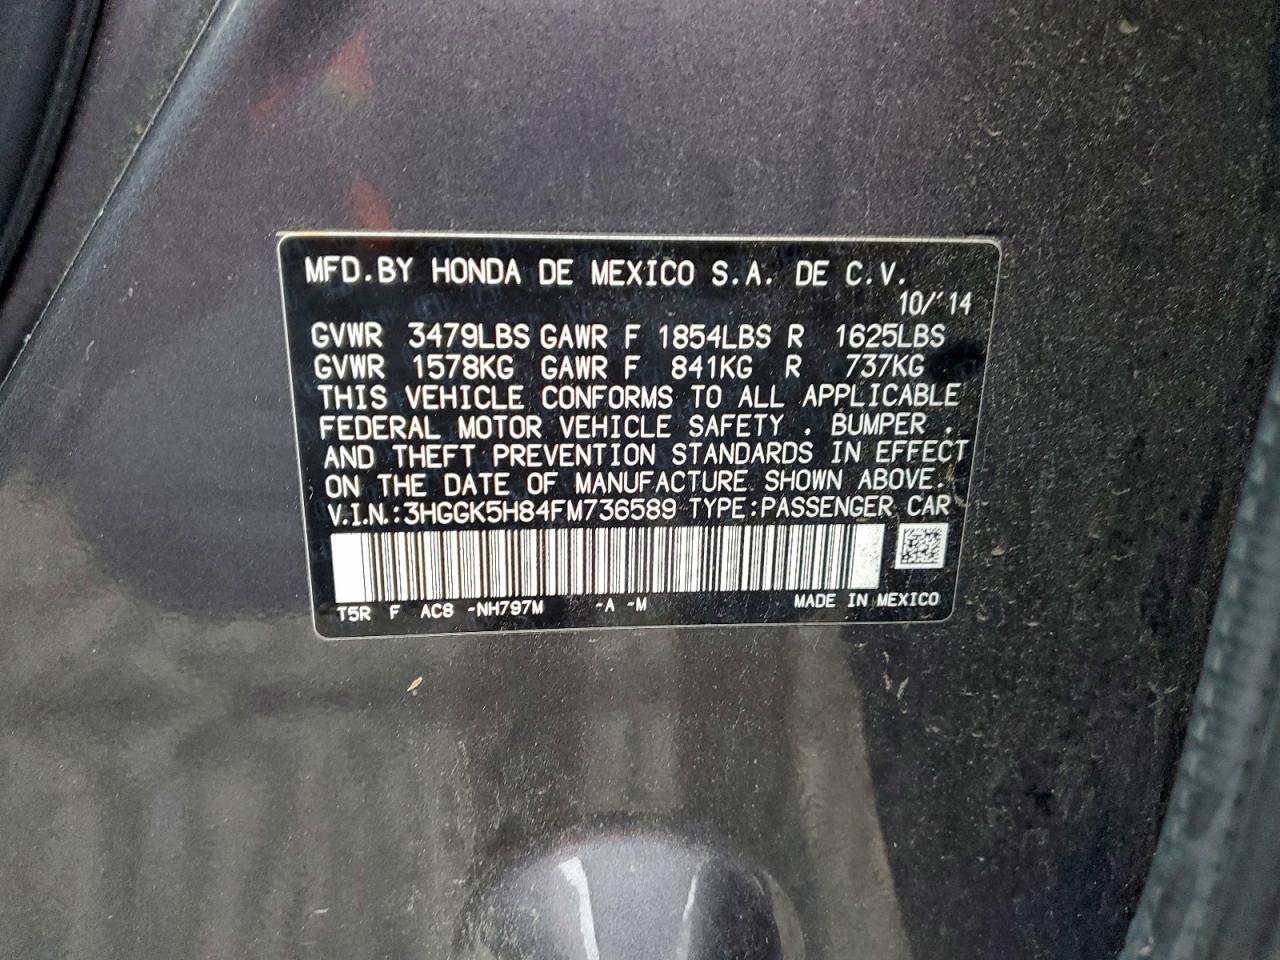 MFD.BY HONDA DE MEXICO S.A. DE C.V.
10/'14
GVWR 3479LBS GAWR F 1854LBS R 1625LBS
GVWR 1578KG GAWR F 841KG R 737KG
THIS VEHICLE CONFORMS TO ALL APPLICABLE
FEDERAL MOTOR VEHICLE SAFETY , BUMPER ,
AND THEFT PREVENTION STANDARDS IN EFFECT
ON THE DATE OF MANUFACTURE SHOWN ABOVE.
V.I.N.:3HGGK5H84FM736589 TYPE:PASSENGER CAR
T5R F AC8 -NH797M -A -M MADE IN MEXICO